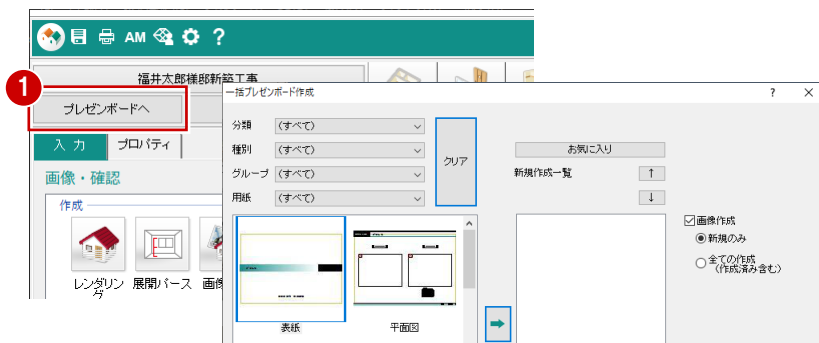 AM ?
福井太郎様邸新築工事
1
プレゼンボードへ
入 力 プロパティ
画像・確認
作成
レンダリング
展開パース
画像
一括プレゼンボード作成 ? ×
分類 (すべて)
種別 (すべて)
グループ (すべて)
用紙 (すべて)
クリア
お気に入り
新規作成一覧 ↑
↓
表紙 平面図
➡
画像作成
新規のみ
全ての作成
(作成済み含む)